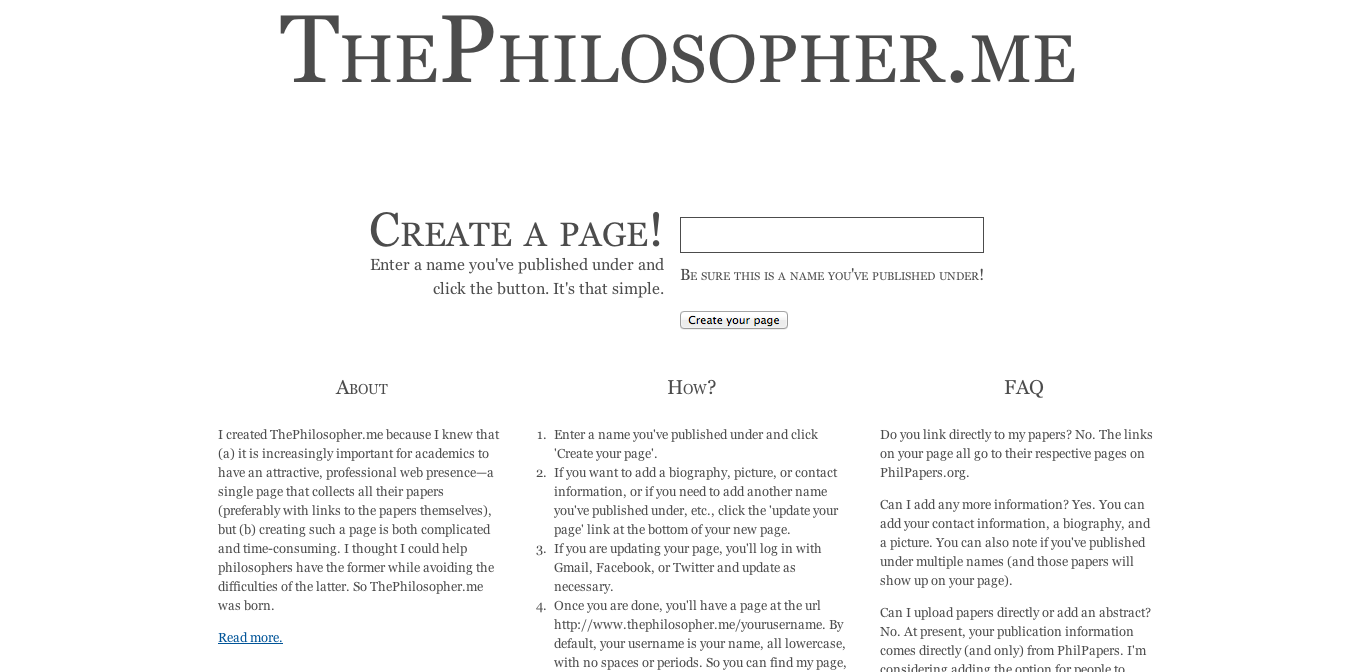 ThePhilosopher.me
Create a page!
Enter a name you've published under and
click the button. It's that simple.
Be sure this is a name you've published under!
Create your page
About
I created ThePhilosopher.me because I knew that
(a) it is increasingly important for academics to
have an attractive, professional web presence—a
single page that collects all their papers
(preferably with links to the papers themselves),
but (b) creating such a page is both complicated
and time-consuming. I thought I could help
philosophers have the former while avoiding the
difficulties of the latter. So ThePhilosopher.me
was born.
Read more.
How?
1. Enter a name you've published under and click
'Create your page'.
2. If you want to add a biography, picture, or contact
information, or if you need to add another name
you've published under, etc., click the 'update your
page' link at the bottom of your new page.
3. If you are updating your page, you'll log in with
Gmail, Facebook, or Twitter and update as
necessary.
4. Once you are done, you'll have a page at the url
http://www.thephilosopher.me/yourusername. By
default, your username is your name, all lowercase,
with no spaces or periods. So you can find my page,
FAQ
Do you link directly to my papers? No. The links
on your page all go to their respective pages on
PhilPapers.org.
Can I add any more information? Yes. You can
add your contact information, a biography, and
a picture. You can also note if you've published
under multiple names (and those papers will
show up on your page).
Can I upload papers directly or add an abstract?
No. At present, your publication information
comes directly (and only) from PhilPapers. I'm
considering adding the option for people to